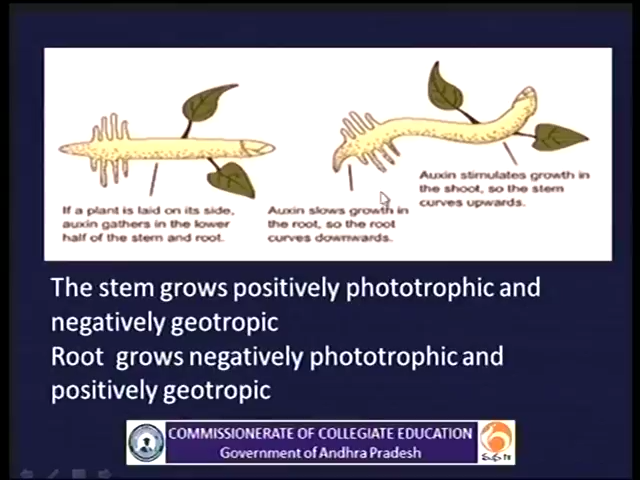 If a plant is laid on its side,
auxin gathers in the lower
half of the stem and root.
Auxin slows growth in
the root, so the root
curves downwards.
Auxin stimulates growth in
the shoot, so the stem
curves upwards.
The stem grows positively phototrophic and
negatively geotropic
Root grows negatively phototrophic and
positively geotropic
COMMISSIONERATE OF COLLEGIATE EDUCATION
Government of Andhra Pradesh